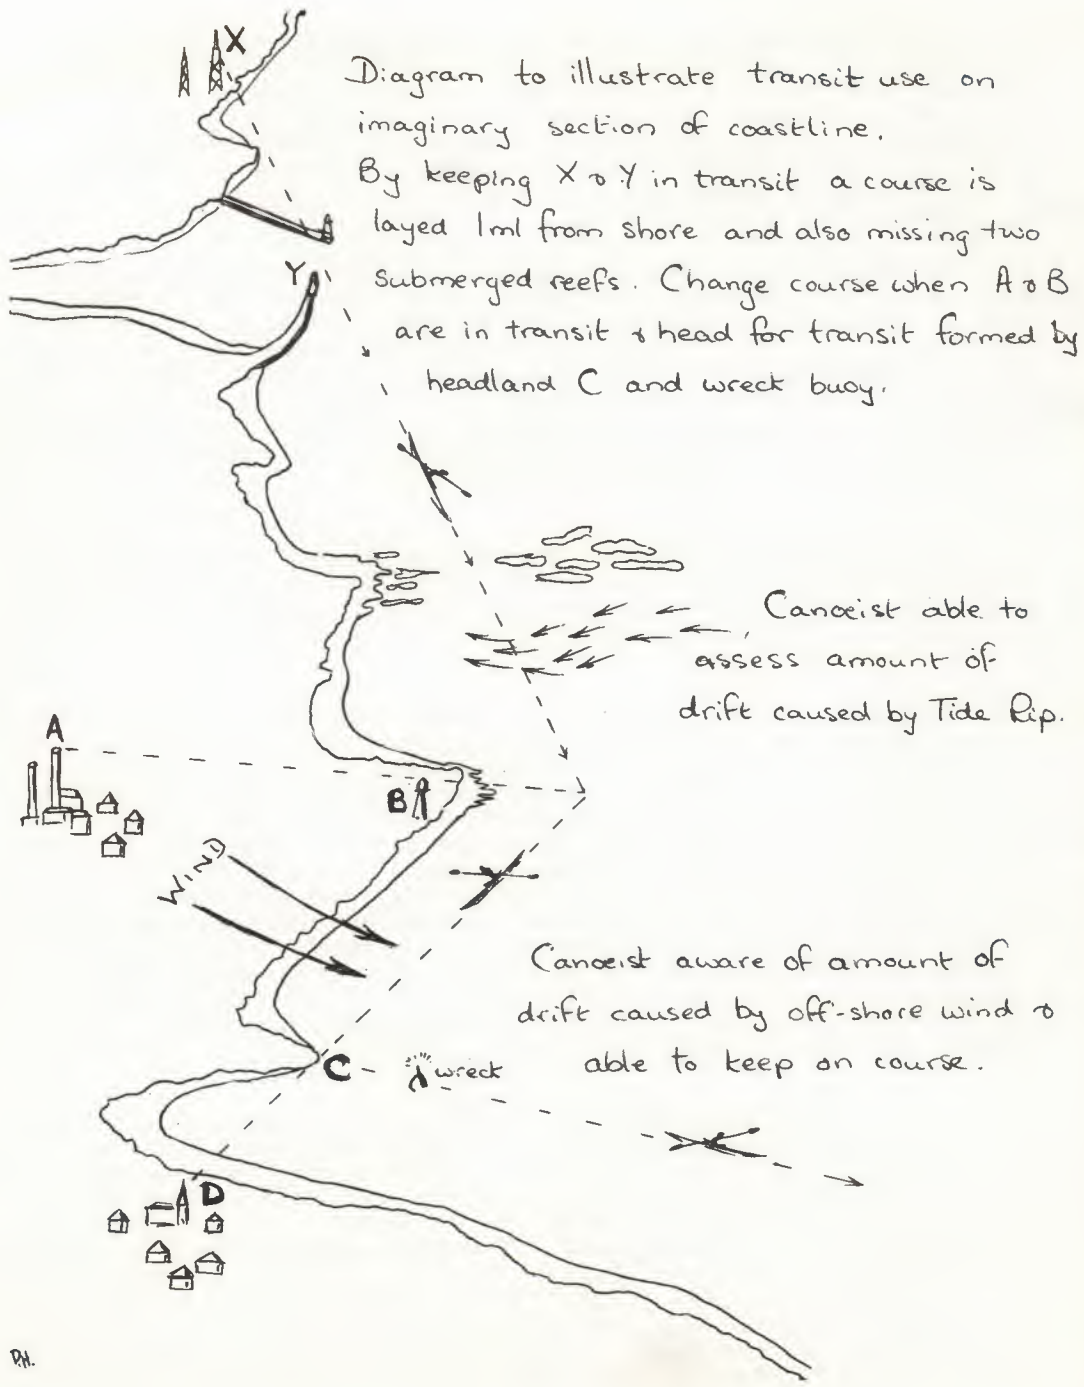 X
Diagram to illustrate transit use on
imaginary section of coastline.
By keeping X & Y in transit a course is
layed 1ml from shore and also missing two
Y
submerged reefs. Change course when A & B
are in transit & head for transit formed by
headland C and wreck buoy.
Canoeist able to
assess amount of
drift caused by Tide Rip.
A
B
WIND
Canoeist aware of amount of
drift caused by off-shore wind &
able to keep on course.
C
wreck
D
P.H.